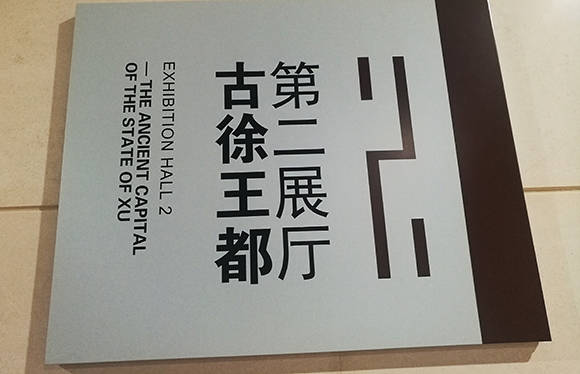 第二展厅
古徐王都
EXHIBITION HALL 2
— THE ANCIENT CAPITAL
OF THE STATE OF XU